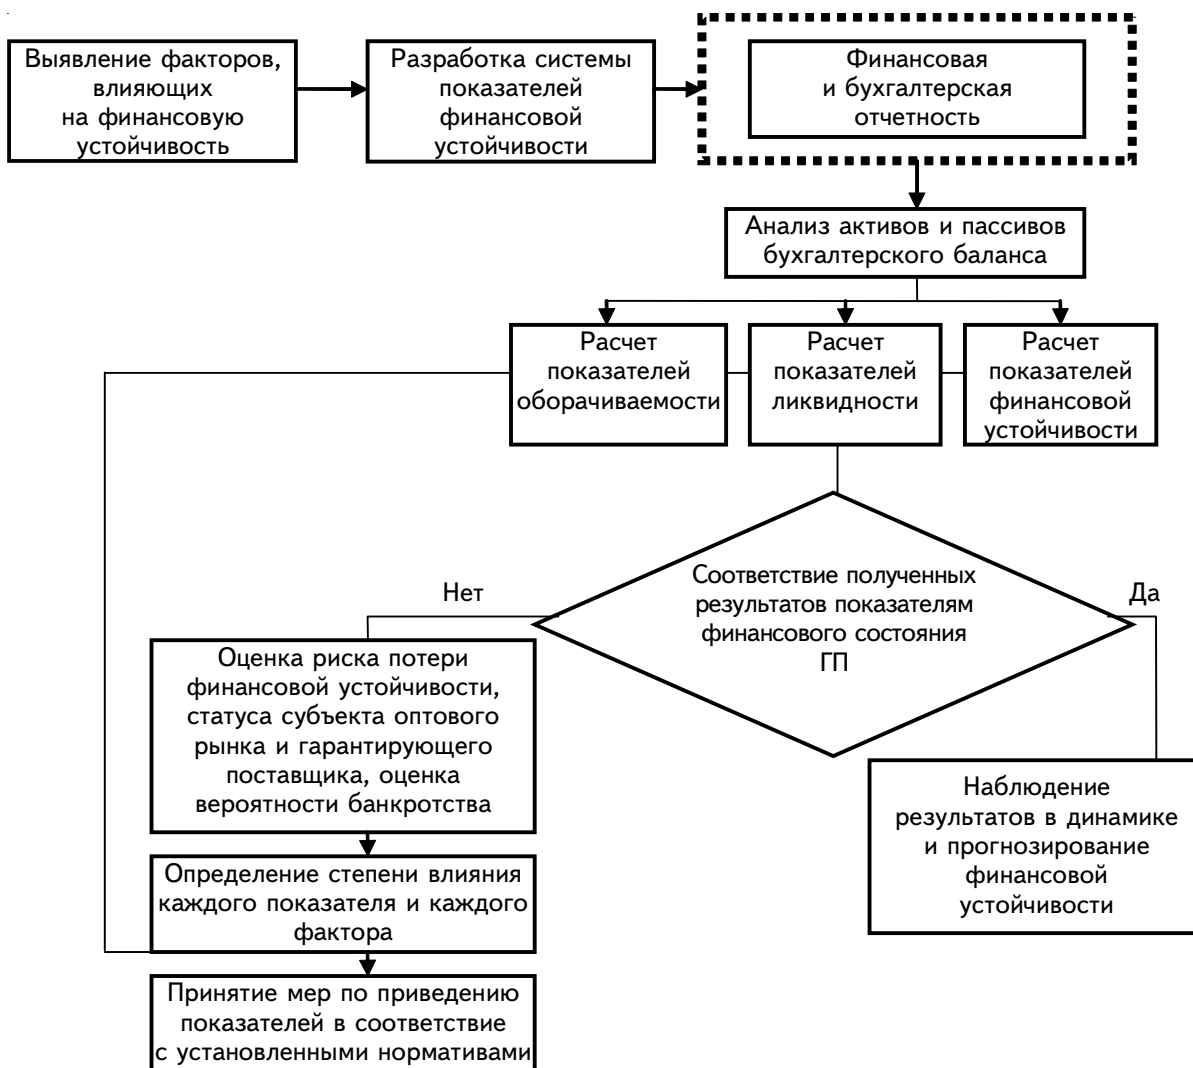 Выявление факторов,
влияющих
на финансовую
устойчивость
Разработка системы
показателей
финансовой
устойчивости
Финансовая
и бухгалтерская
отчетность
Анализ активов и пассивов
бухгалтерского баланса
Расчет
показателей
оборачиваемости
Расчет
показателей
ликвидности
Расчет
показателей
финансовой
устойчивости
Соответствие полученных
результатов показателям
финансового состояния
ГП
Нет
Да
Оценка риска потери
финансовой устойчивости,
статуса субъекта оптового
рынка и гарантирующего
поставщика, оценка
вероятности банкротства
Наблюдение
результатов в динамике
и прогнозирование
финансовой
устойчивости
Определение степени влияния
каждого показателя и каждого
фактора
Принятие мер по приведению
показателей в соответствие
с установленными нормативами